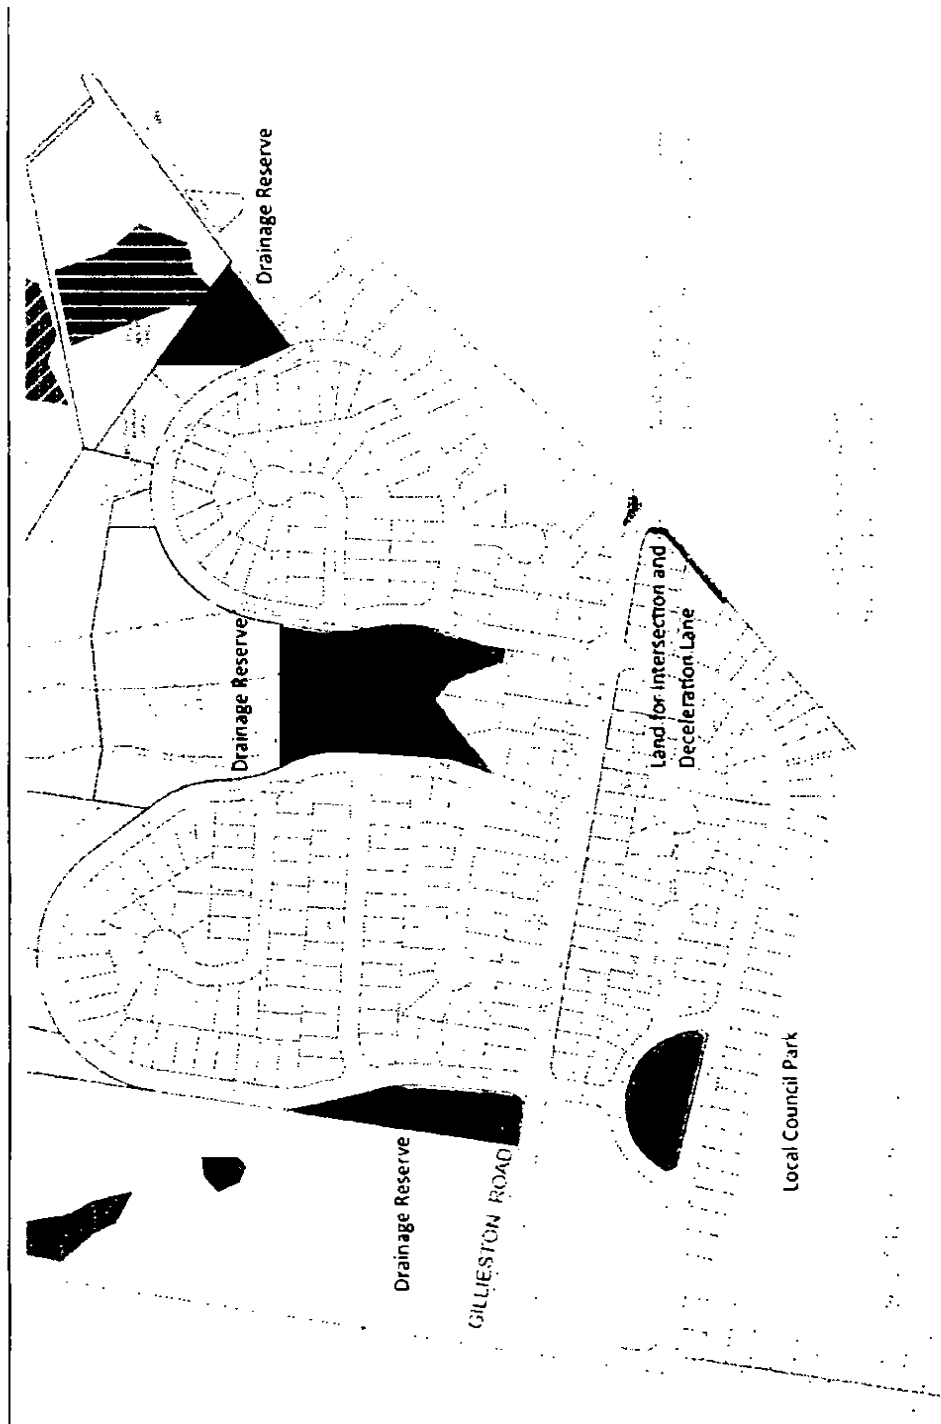 Drainage Reserve
Drainage Reserve
Land for Intersection and
Deceleration Lane
Drainage Reserve
GILLIESTON ROAD
Local Council Park